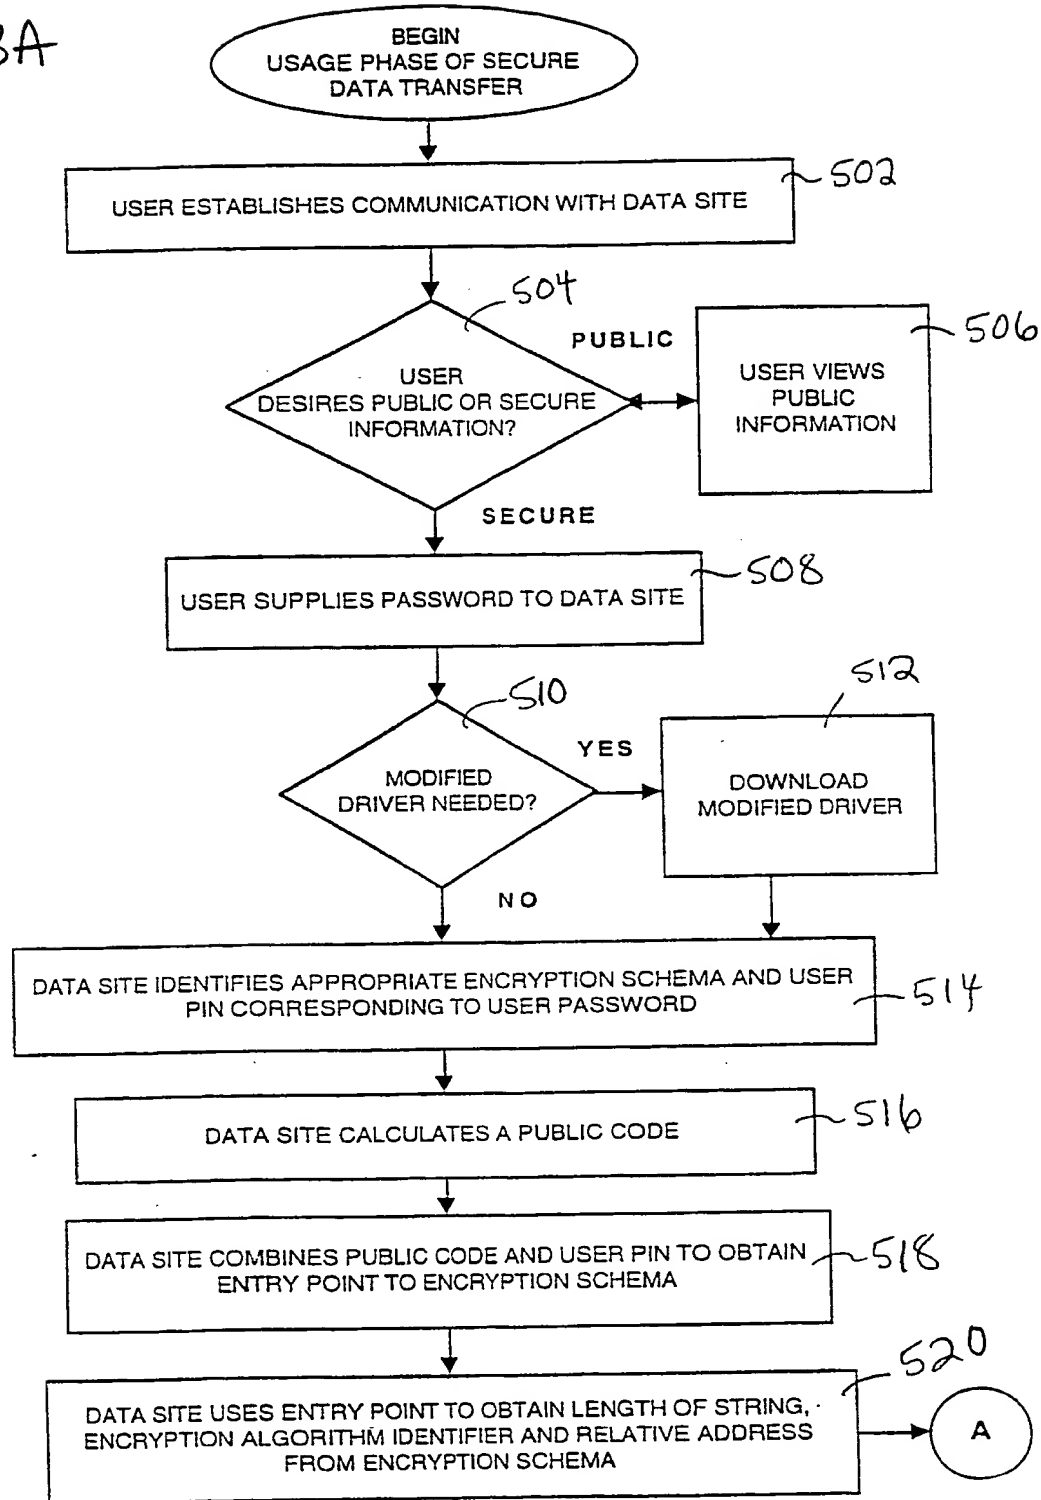 3A
BEGIN
USAGE PHASE OF SECURE
DATA TRANSFER
USER ESTABLISHES COMMUNICATION WITH DATA SITE
502
504
USER
DESIRES PUBLIC OR SECURE
INFORMATION?
PUBLIC
USER VIEWS
PUBLIC
INFORMATION
506
SECURE
USER SUPPLIES PASSWORD TO DATA SITE
508
510
MODIFIED
DRIVER NEEDED?
YES
512
DOWNLOAD
MODIFIED DRIVER
NO
DATA SITE IDENTIFIES APPROPRIATE ENCRYPTION SCHEMA AND USER
PIN CORRESPONDING TO USER PASSWORD
514
DATA SITE CALCULATES A PUBLIC CODE
516
DATA SITE COMBINES PUBLIC CODE AND USER PIN TO OBTAIN
ENTRY POINT TO ENCRYPTION SCHEMA
518
520
DATA SITE USES ENTRY POINT TO OBTAIN LENGTH OF STRING,
ENCRYPTION ALGORITHM IDENTIFIER AND RELATIVE ADDRESS
FROM ENCRYPTION SCHEMA
A